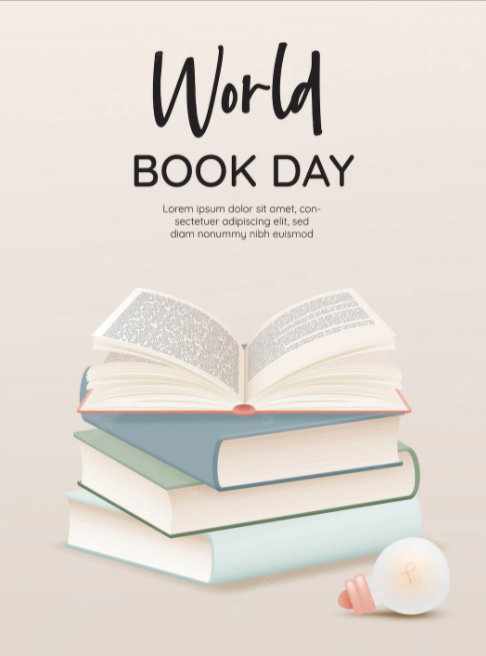 World
BOOK DAY
Lorem ipsum dolor sit amet, con-
sectetuer adipiscing elit, sed
diam nonummy nibh euismod